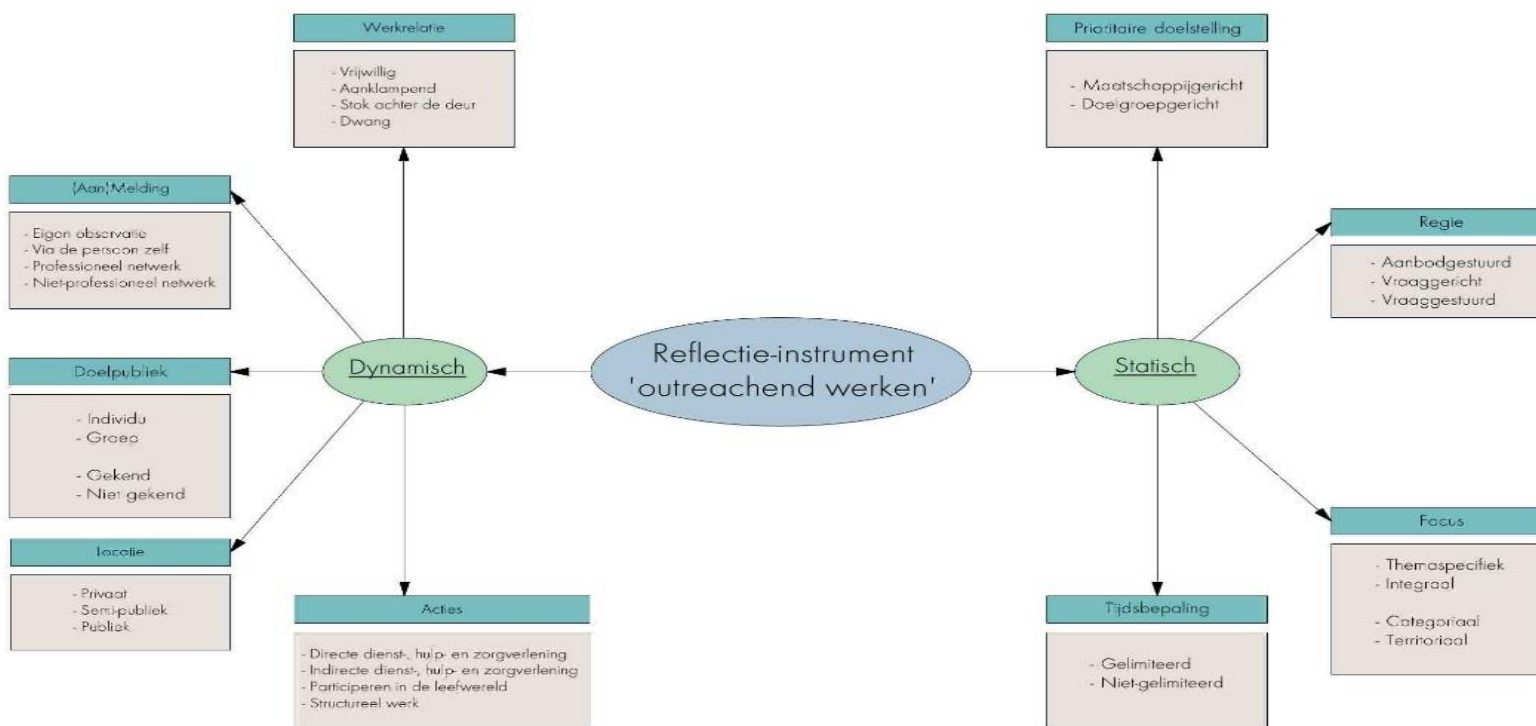 Werkrelatie
- Vrijwillig
- Aanklampend
- Stok achter de deur
- Dwang
(Aan)Melding
- Eigen observatie
- Via de persoon zelf
- Professioneel netwerk
- Niet-professioneel netwerk
Doelpubliek
- Individu
- Groep
- Gekend
- Niet gekend
Locatie
- Privaat
- Semi-publiek
- Publiek
Acties
- Directe dienst-, hulp- en zorgverlening
- Indirecte dienst-, hulp- en zorgverlening
- Participeren in de leefwereld
- Structureel werk
Dynamisch
Reflectie-instrument
'outreachend werken'
Statisch
Prioritaire doelstelling
- Maatschappijgericht
- Doelgroepgericht
Regie
- Aanbodgestuurd
- Vraaggericht
- Vraaggestuurd
Focus
- Themaspecifiek
- Integraal
- Categoriaal
- Territoriaal
Tijdsbepaling
- Gelimiteerd
- Niet-gelimiteerd